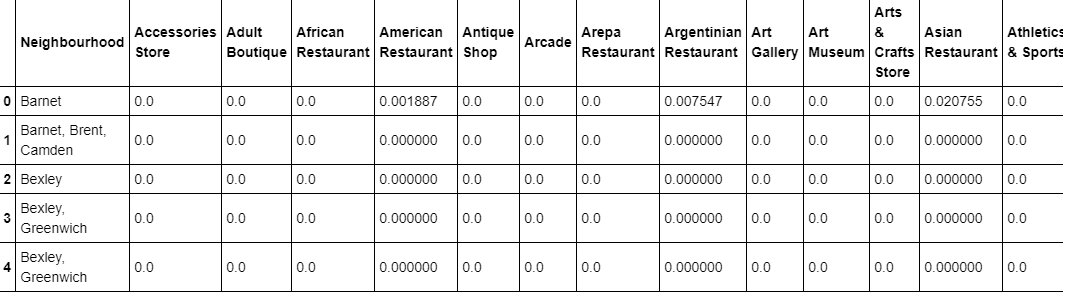 Neighbourhood Accessories Store Adult Boutique African Restaurant American Restaurant Antique Shop Arcade Arepa Restaurant Argentinian Restaurant Art Gallery Art Museum Arts & Crafts Store Asian Restaurant Athletics & Sports
0 Barnet 0.0 0.0 0.0 0.001887 0.0 0.0 0.0 0.007547 0.0 0.0 0.0 0.020755 0.0
1 Barnet, Brent, Camden 0.0 0.0 0.0 0.000000 0.0 0.0 0.0 0.000000 0.0 0.0 0.0 0.000000 0.0
2 Bexley 0.0 0.0 0.0 0.000000 0.0 0.0 0.0 0.000000 0.0 0.0 0.0 0.000000 0.0
3 Bexley, Greenwich 0.0 0.0 0.0 0.000000 0.0 0.0 0.0 0.000000 0.0 0.0 0.0 0.000000 0.0
4 Bexley, Greenwich 0.0 0.0 0.0 0.000000 0.0 0.0 0.0 0.000000 0.0 0.0 0.0 0.000000 0.0